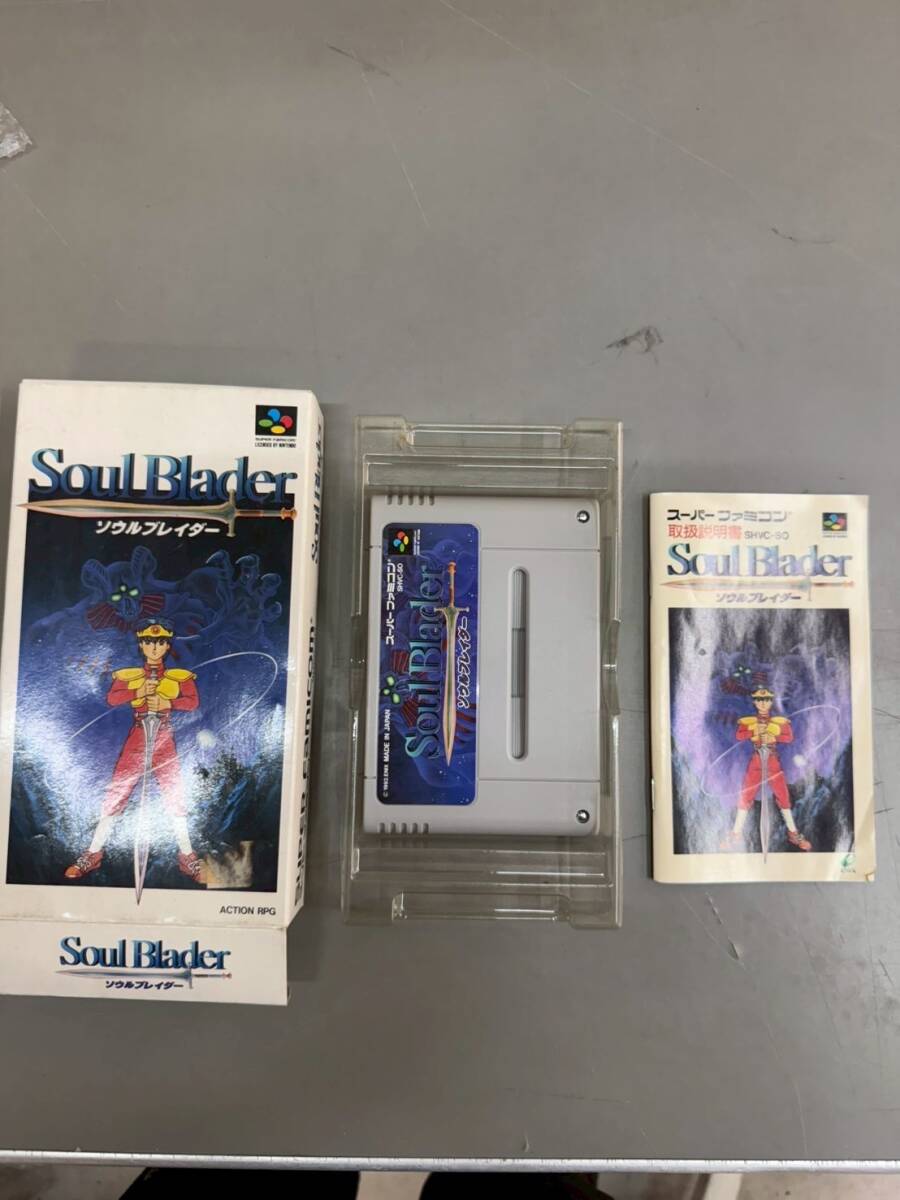 SUPER FAMICOM
LICENSED BY NINTENDO
Soul Blader
ソウルブレイダー
ACTION RPG
Soul Blader
ソウルブレイダー
スーパーファミコン
SHVC-SO
Soul Blader
ソウルブレイダー
MADE IN JAPAN
スーパーファミコン
取扱説明書 SHVC-SO
Soul Blader
ソウルブレイダー